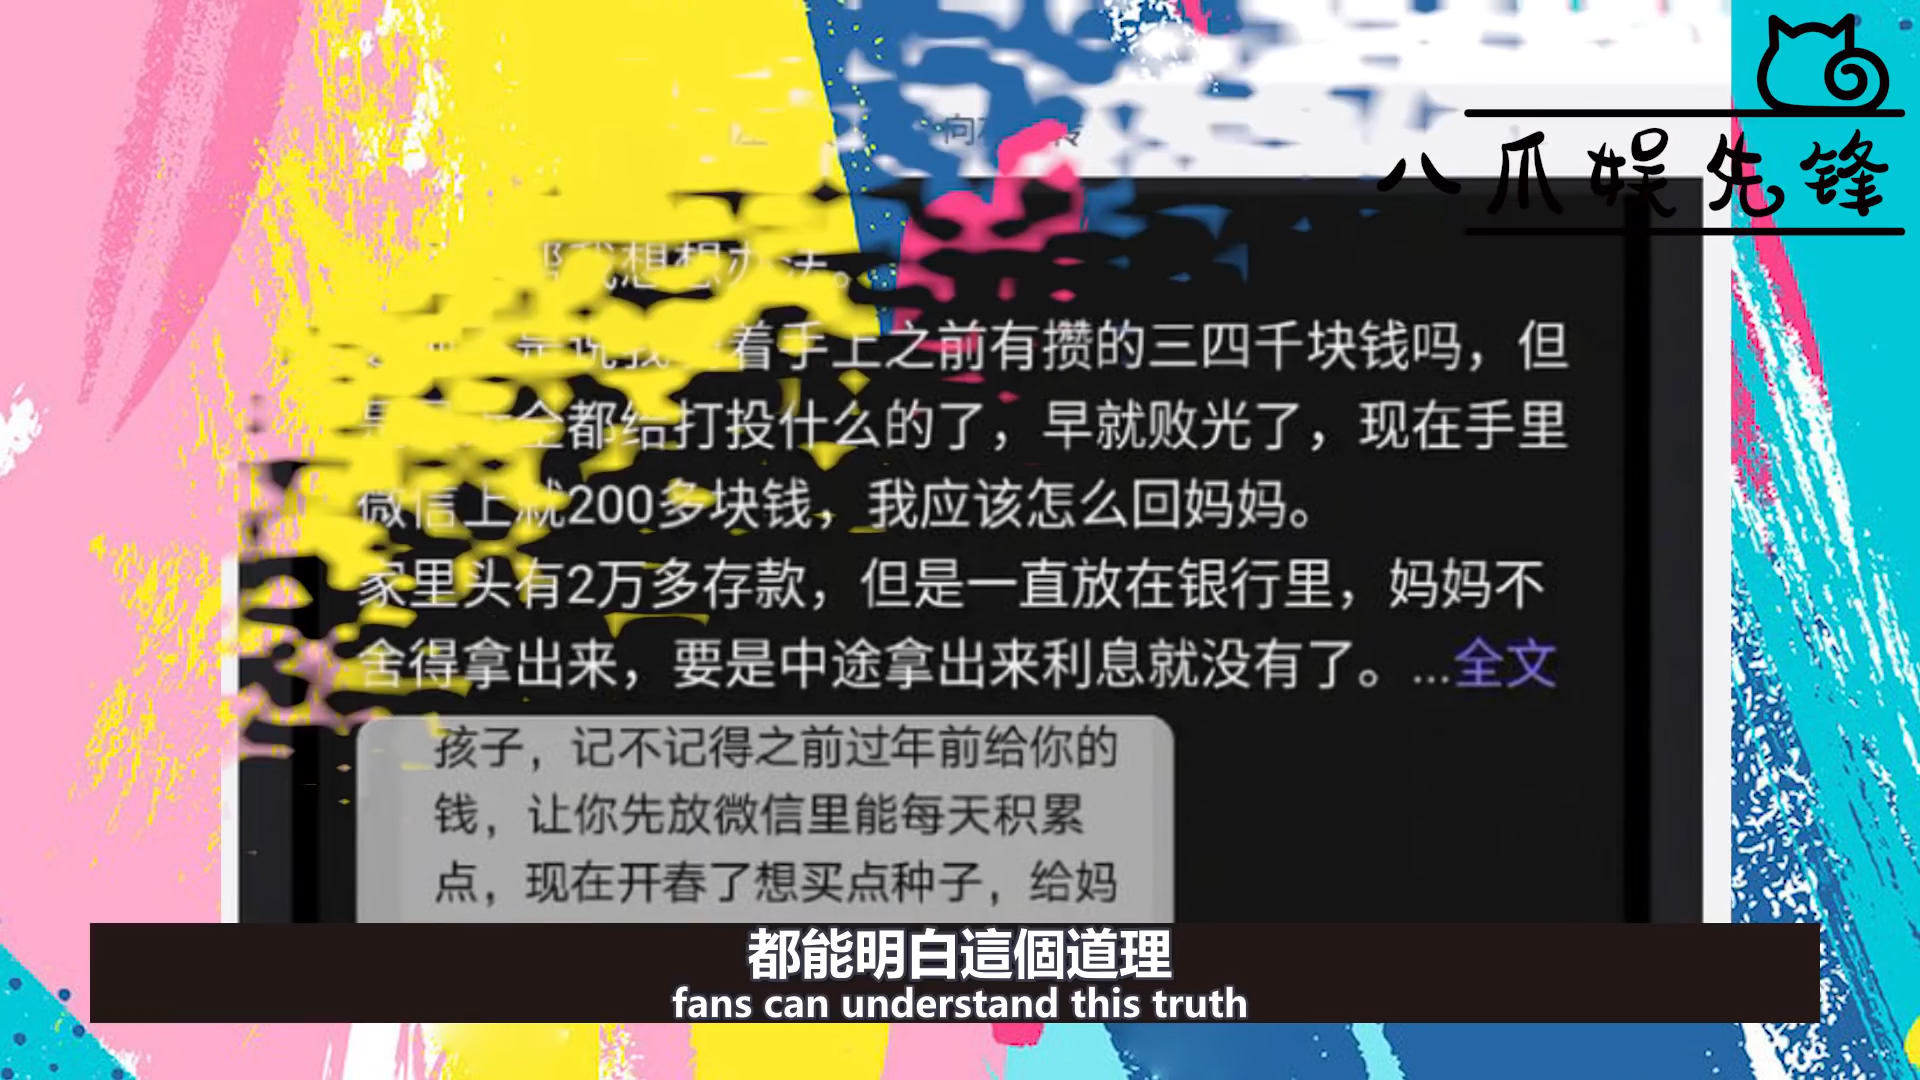 八爪娱先锋
我想想办法。
着手上之前有攒的三四千块钱吗，但
全都给打投什么的了，早就败光了，现在手里
微信上就200多块钱，我应该怎么回妈妈。
家里头有2万多存款，但是一直放在银行里，妈妈不
舍得拿出来，要是中途拿出来利息就没有了。...全文
孩子，记不记得之前过年前给你的
钱，让你先放微信里能每天积累
点，现在开春了想买点种子，给妈
都能明白這個道理
fans can understand this truth